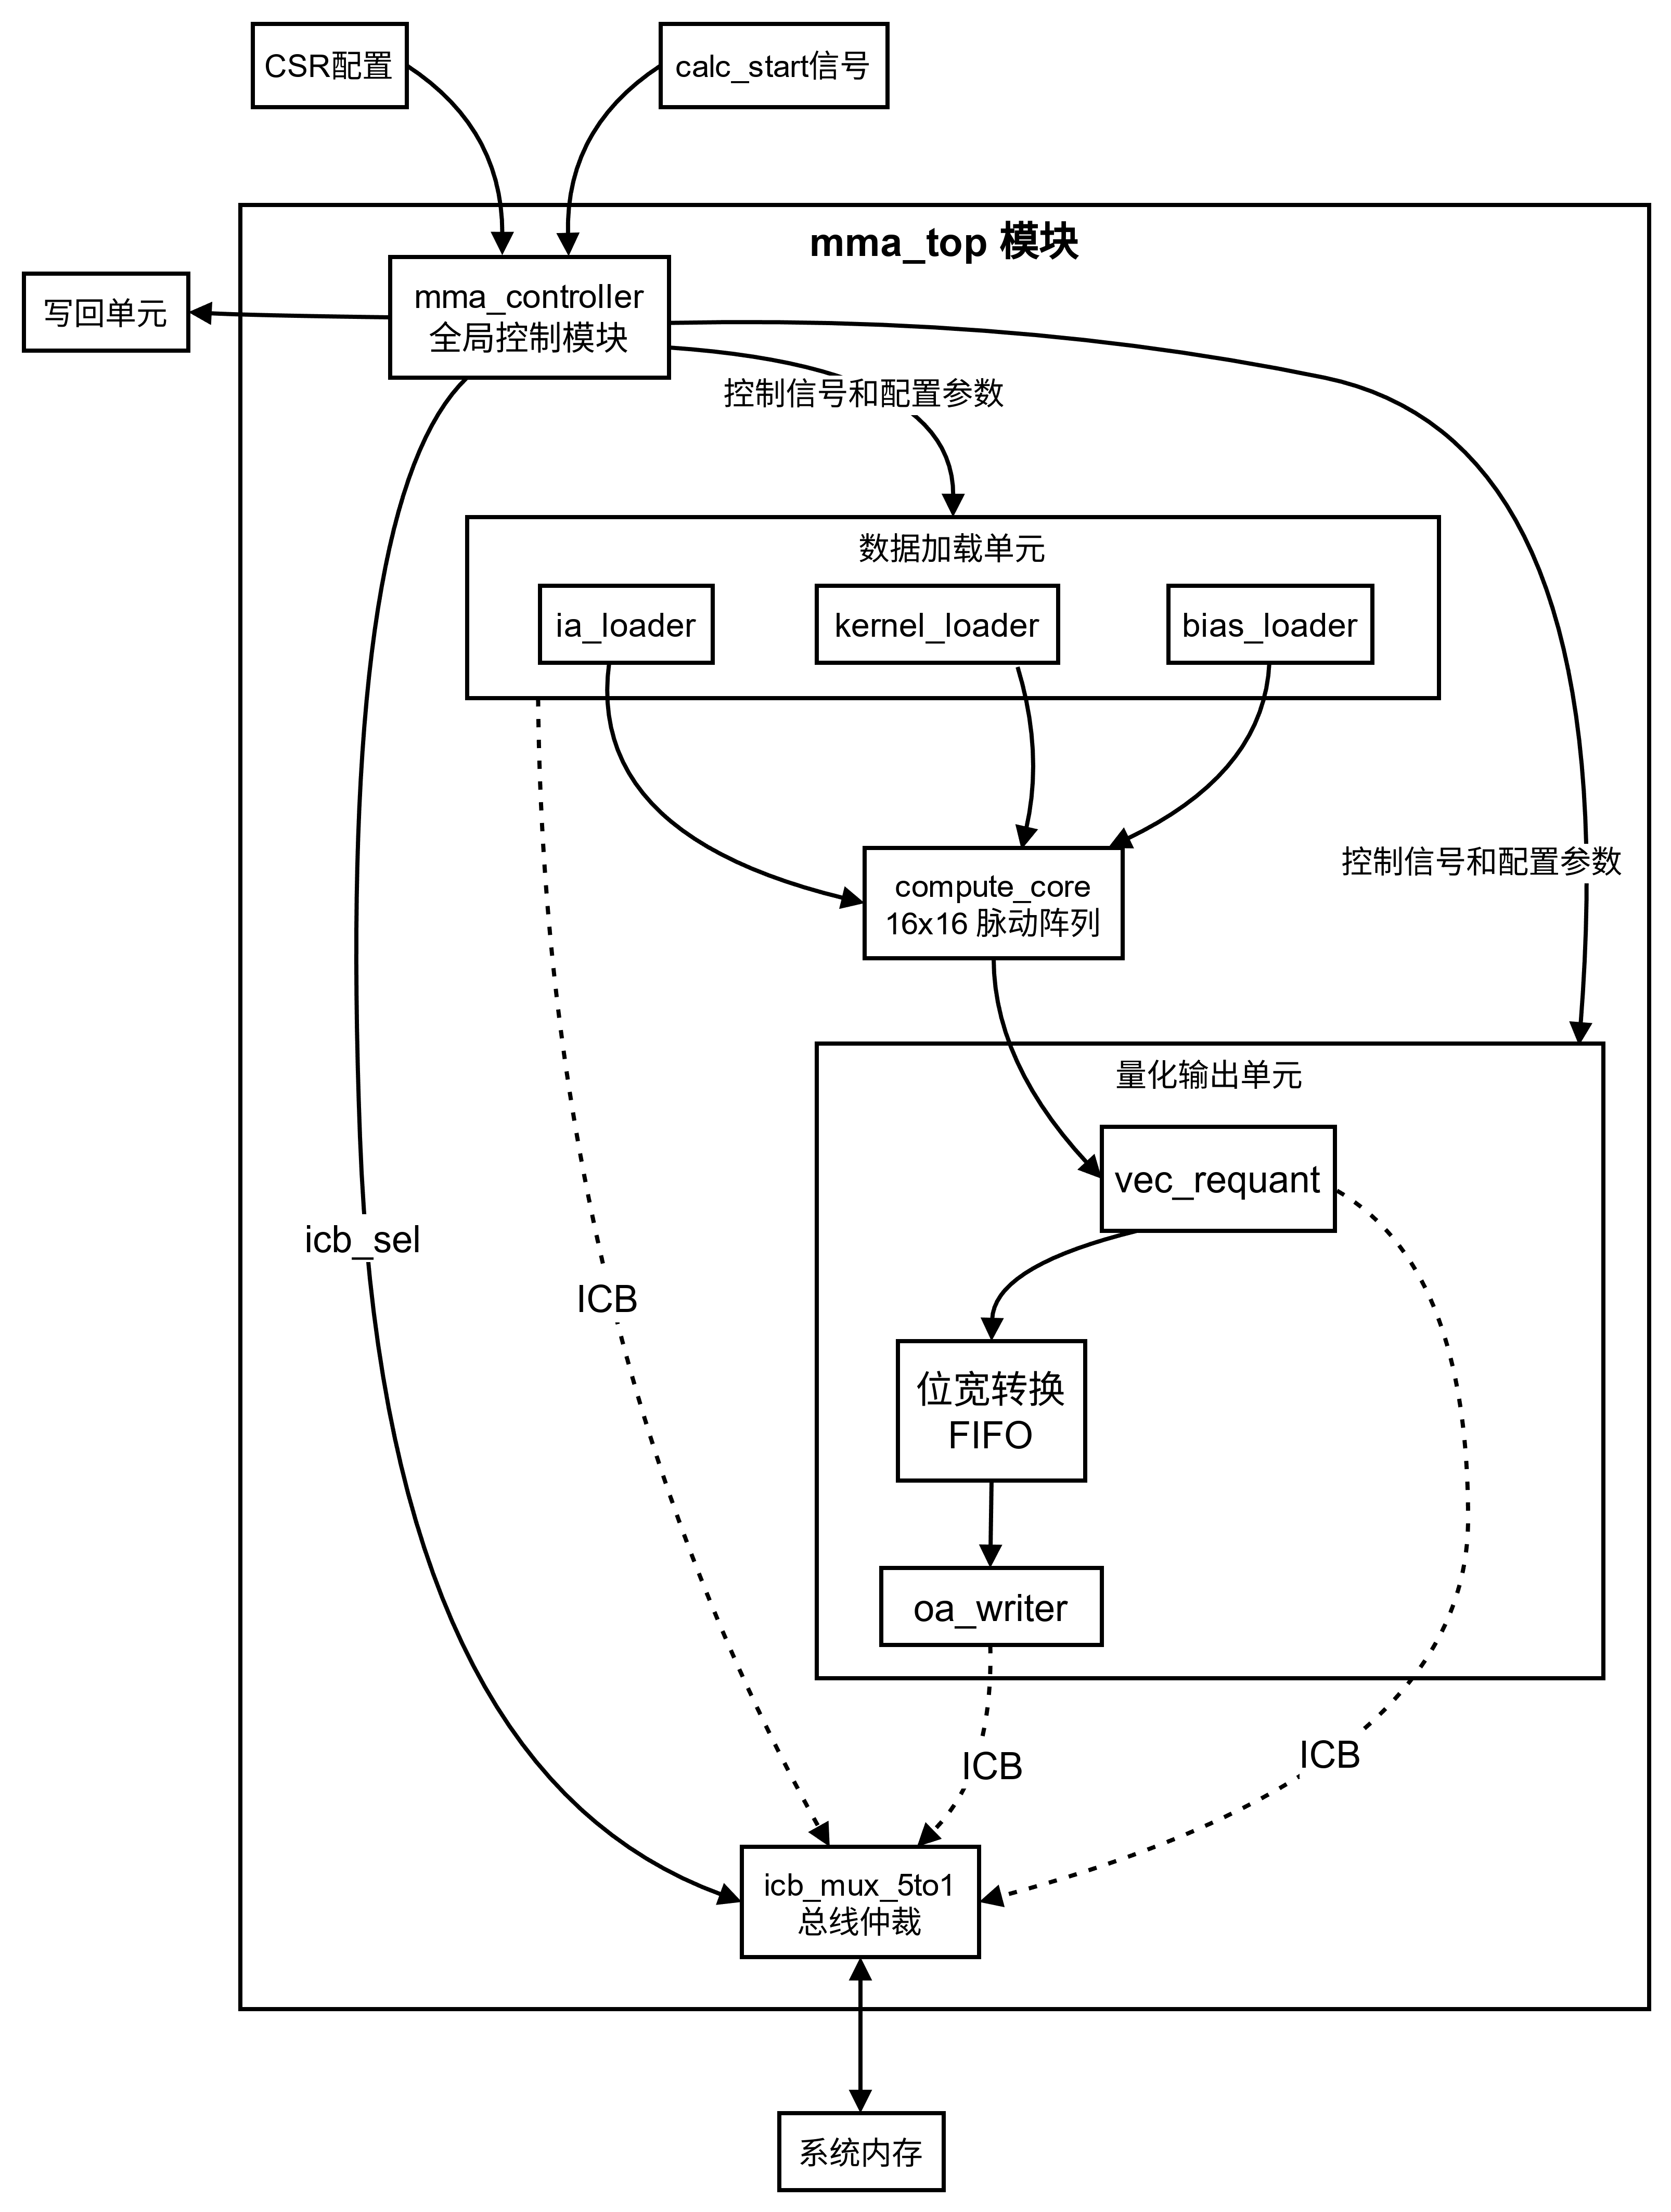 CSR配置
calc_start信号
mma_top 模块
写回单元
mma_controller
全局控制模块
控制信号和配置参数
数据加载单元
ia_loader
kernel_loader
bias_loader
compute_core
16x16 脉动阵列
控制信号和配置参数
量化输出单元
vec_requant
icb_sel
ICB
位宽转换
FIFO
oa_writer
ICB
ICB
icb_mux_5to1
总线仲裁
系统内存